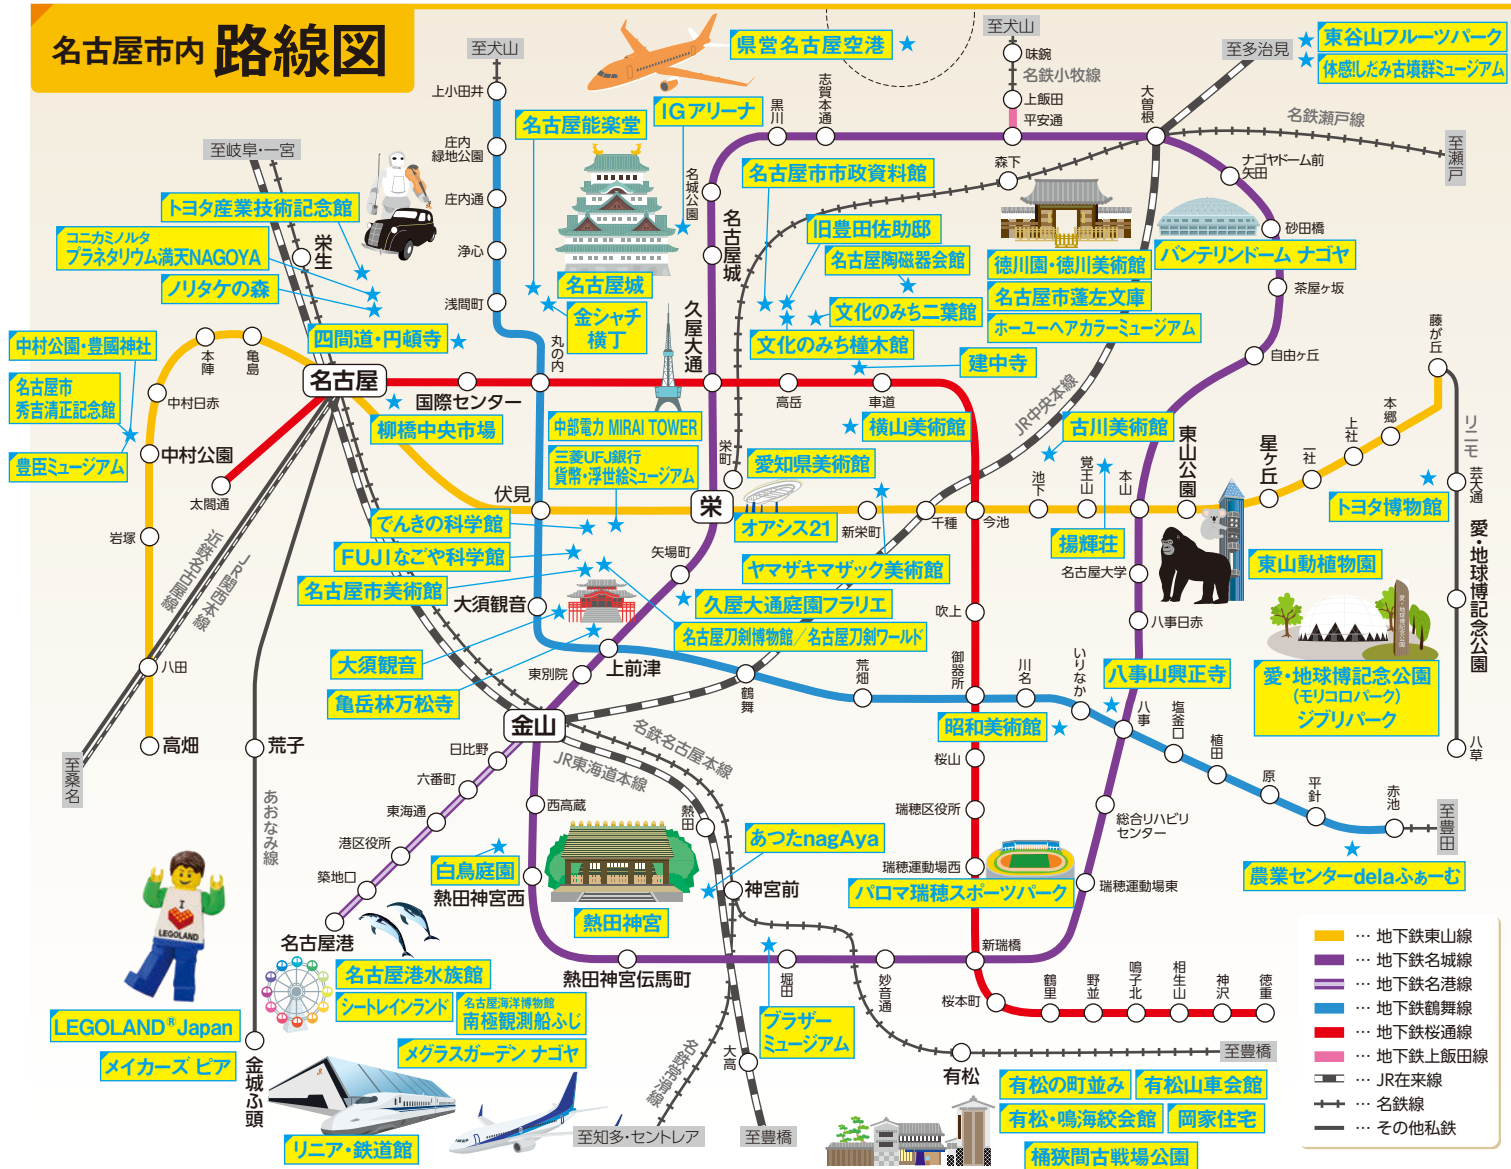 名古屋市内 路線図
至犬山
県営名古屋空港
至犬山
味鋺
名鉄小牧線
上飯田
平安通
至多治見
東谷山フルーツパーク
体感!しだみ古墳群ミュージアム
上小田井
庄内
緑地公園
庄内通
浄心
浅間町
丸の内
名古屋能楽堂
IGアリーナ
黒川
志賀本通
大曽根
名鉄瀬戸線
至瀬戸
至岐阜・一宮
トヨタ産業技術記念館
コニカミノルタ
プラネタリウム満天NAGOYA
ノリタケの森
栄生
四間道・円頓寺
名城公園
名古屋城
名古屋城
金シャチ
横丁
名古屋市市政資料館
旧豊田佐助邸
名古屋陶磁器会館
文化のみち二葉館
文化のみち橦木館
建中寺
森下
徳川園・徳川美術館
名古屋市蓬左文庫
ホーユーヘアカラーミュージアム
ナゴヤドーム前
矢田
砂田橋
バンテリンドーム ナゴヤ
茶屋ヶ坂
自由ヶ丘
中村公園・豊國神社
名古屋市
秀吉清正記念館
豊臣ミュージアム
本陣
亀島
中村日赤
中村公園
太閤通
岩塚
八田
高畑
名古屋
国際センター
柳橋中央市場
久屋大通
高岳
車道
中部電力 MIRAI TOWER
三菱UFJ銀行
貨幣・浮世絵ミュージアム
栄町
愛知県美術館
横山美術館
JR中央本線
古川美術館
覚王山
池下
本山
東山公園
星ヶ丘
一社
上社
本郷
藤が丘
リニモ
芸大通
トヨタ博物館
愛・地球博記念公園
八草
伏見
栄
オアシス21
新栄町
千種
今池
でんきの科学館
FUJIなごや科学館
名古屋市美術館
矢場町
ヤマザキマザック美術館
揚輝荘
名古屋大学
東山動植物園
近鉄名古屋線
JR関西本線
大須観音
久屋大通庭園フラリエ
名古屋刀剣博物館/名古屋刀剣ワールド
吹上
八事日赤
愛・地球博記念公園
(モリコロパーク)
ジブリパーク
大須観音
亀岳林万松寺
東別院
上前津
鶴舞
荒畑
御器所
川名
いりなか
八事山興正寺
八事
塩釜口
植田
原
平針
赤池
至豊田
農業センターdelaふぁーむ
至桑名
荒子
あおなみ線
金山
日比野
六番町
東海通
港区役所
築地口
名古屋港
名鉄名古屋本線
JR東海道本線
昭和美術館
桜山
瑞穂区役所
瑞穂運動場西
パロマ瑞穂スポーツパーク
総合リハビリ
センター
瑞穂運動場東
西高蔵
白鳥庭園
熱田神宮西
熱田
熱田神宮
あつたnagAya
神宮前
熱田神宮伝馬町
堀田
妙音通
新瑞橋
桜本町
鶴里
野並
鳴子北
相生山
神沢
徳重
I
LEGOLAND
LEGOLAND® Japan
メイカーズ ピア
金城ふ頭
名古屋港水族館
シートレインランド
名古屋海洋博物館
南極観測船ふじ
メグラスガーデン ナゴヤ
リニア・鉄道館
名鉄常滑線
至知多・セントレア
大高
至豊橋
ブラザー
ミュージアム
有松
至豊橋
有松の町並み
有松山車会館
有松・鳴海絞会館
岡家住宅
桶狭間古戦場公園
… 地下鉄東山線
… 地下鉄名城線
… 地下鉄名港線
… 地下鉄鶴舞線
… 地下鉄桜通線
… 地下鉄上飯田線
… JR在来線
… 名鉄線
… その他私鉄